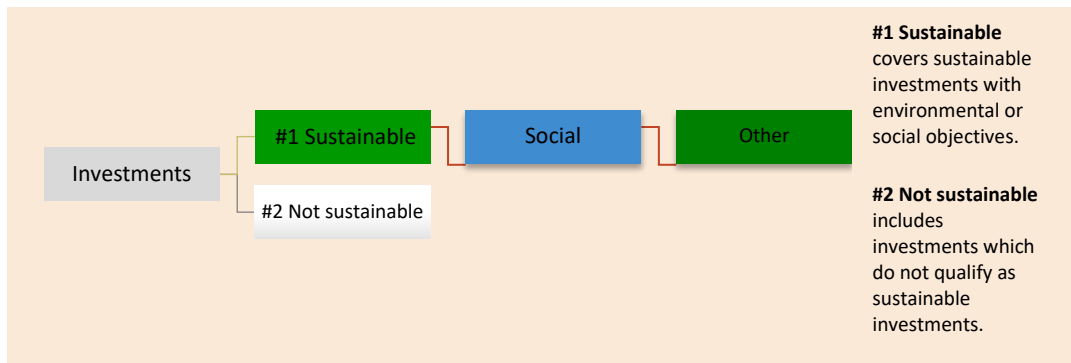 Investments
#1 Sustainable
#2 Not sustainable
Social
Other
#1 Sustainable
covers sustainable
investments with
environmental or
social objectives.
#2 Not sustainable
includes
investments which
do not qualify as
sustainable
investments.